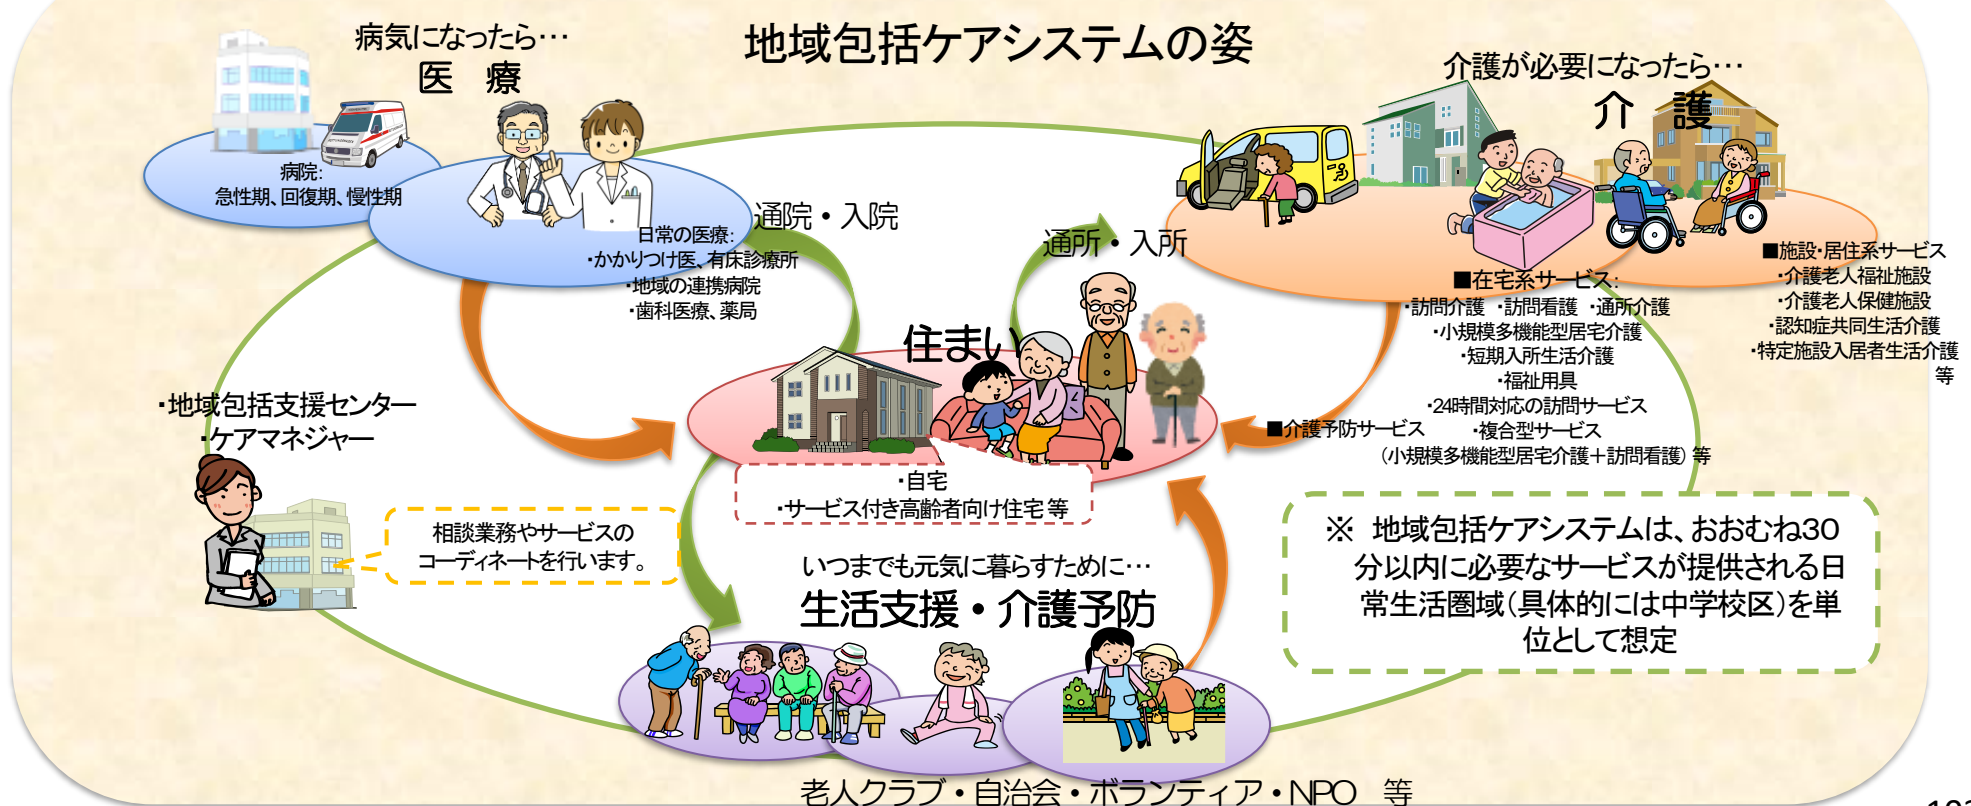 地域包括ケアシステムの姿
病気になったら…
医 療
病院:
急性期、回復期、慢性期
日常の医療:
・かかりつけ医、有床診療所
・地域の連携病院
・歯科医療、薬局
通院・入院
通所・入所
介護が必要になったら…
介 護
■在宅系サービス:
・訪問介護 ・訪問看護 ・通所介護
・小規模多機能型居宅介護
・短期入所生活介護
・福祉用具
・24時間対応の訪問サービス
・複合型サービス
(小規模多機能型居宅介護+訪問看護)等
■介護予防サービス
■施設・居住系サービス
・介護老人福祉施設
・介護老人保健施設
・認知症共同生活介護
・特定施設入居者生活介護
等
住まい
・自宅
・サービス付き高齢者向け住宅 等
・地域包括支援センター
・ケアマネジャー
相談業務やサービスの
コーディネートを行います。
いつまでも元気に暮らすために…
生活支援・介護予防
老人クラブ・自治会・ボランティア・NPO 等
※ 地域包括ケアシステムは、おおむね30
分以内に必要なサービスが提供される日
常生活圏域(具体的には中学校区)を単
位として想定